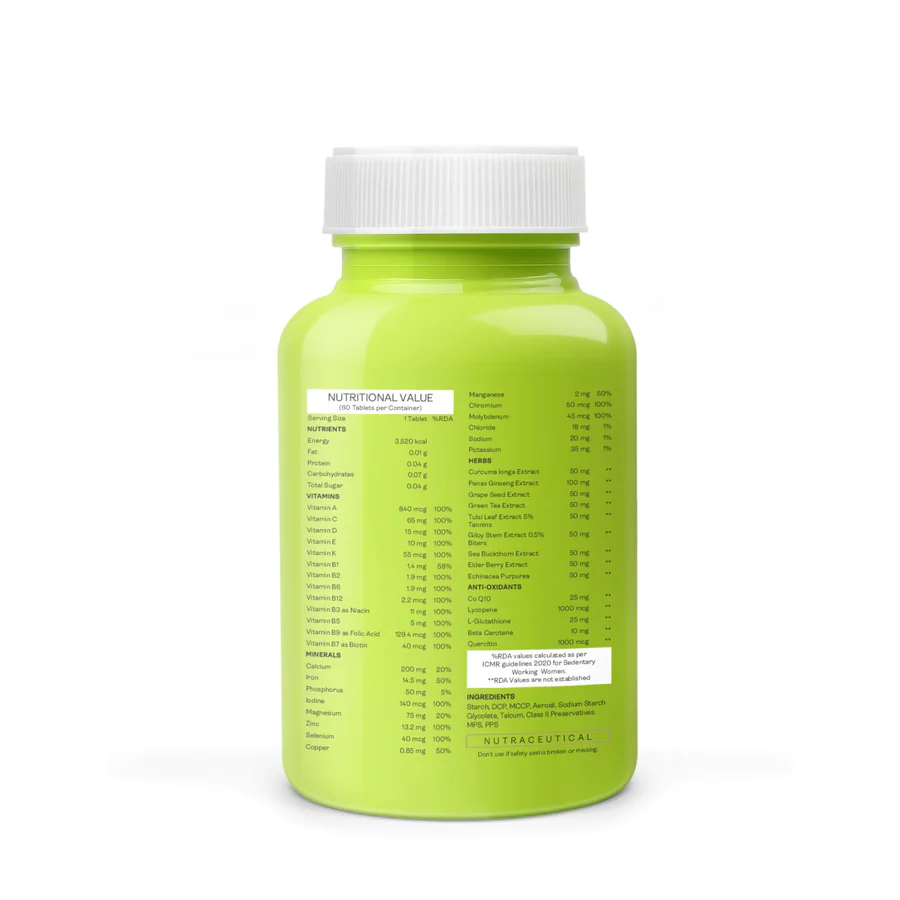 NUTRITIONAL VALUE
(60 Tablets per Container)
Serving Size 1 Tablet %RDA
NUTRIENTS
Energy 3.520 kcal
Fat 0.01 g
Protein 0.04 g
Carbohydrates 0.07 g
Total Sugar 0.04 g
VITAMINS
Vitamin A 840 mcg 100%
Vitamin C 65 mg 100%
Vitamin D 15 mcg 100%
Vitamin E 10 mg 100%
Vitamin K 55 mcg 100%
Vitamin B1 1.4 mg 58%
Vitamin B2 1.9 mg 100%
Vitamin B6 1.9 mg 100%
Vitamin B12 2.2 mcg 100%
Vitamin B3 as Niacin 11 mg 100%
Vitamin B5 5 mg 100%
Vitamin B9 as Folic Acid 129.4 mcg 100%
Vitamin B7 as Biotin 40 mcg 100%
MINERALS
Calcium 200 mg 20%
Iron 14.5 mg 50%
Phosphorus 50 mg 5%
Iodine 140 mcg 100%
Magnesium 75 mg 20%
Zinc 13.2 mg 100%
Selenium 40 mcg 100%
Copper 0.85 mg 50%
Manganese 2 mg 50%
Chromium 50 mcg 100%
Molybdenum 45 mcg 100%
Chloride 18 mg 1%
Sodium 20 mg 1%
Potassium 35 mg 1%
HERBS
Curcuma longa Extract 50 mg **
Panax Ginseng Extract 100 mg **
Grape Seed Extract 50 mg **
Green Tea Extract 50 mg **
Tulsi Leaf Extract 5% 50 mg **
Tannins
Giloy Stem Extract 0.5% 50 mg **
Biters
Sea Buckthorn Extract 50 mg **
Elder Berry Extract 50 mg **
Echinacea Purpurea 50 mg **
ANTI-OXIDANTS
Co Q10 25 mg **
Lycopene 1000 mcg **
L-Glutathione 25 mg **
Beta Carotene 10 mg **
Quercitin 1000 mcg **
%RDA values calculated as per
ICMR guidelines 2020 for Sedentary
Working Women.
**RDA Values are not established
INGREDIENTS
Starch, DCP, MCCP, Aerosil, Sodium Starch
Glycolate, Talcum, Class II Preservatives:
MPS, PPS
NUTRACEUTICAL
Don't use if safety seal is broken or missing.